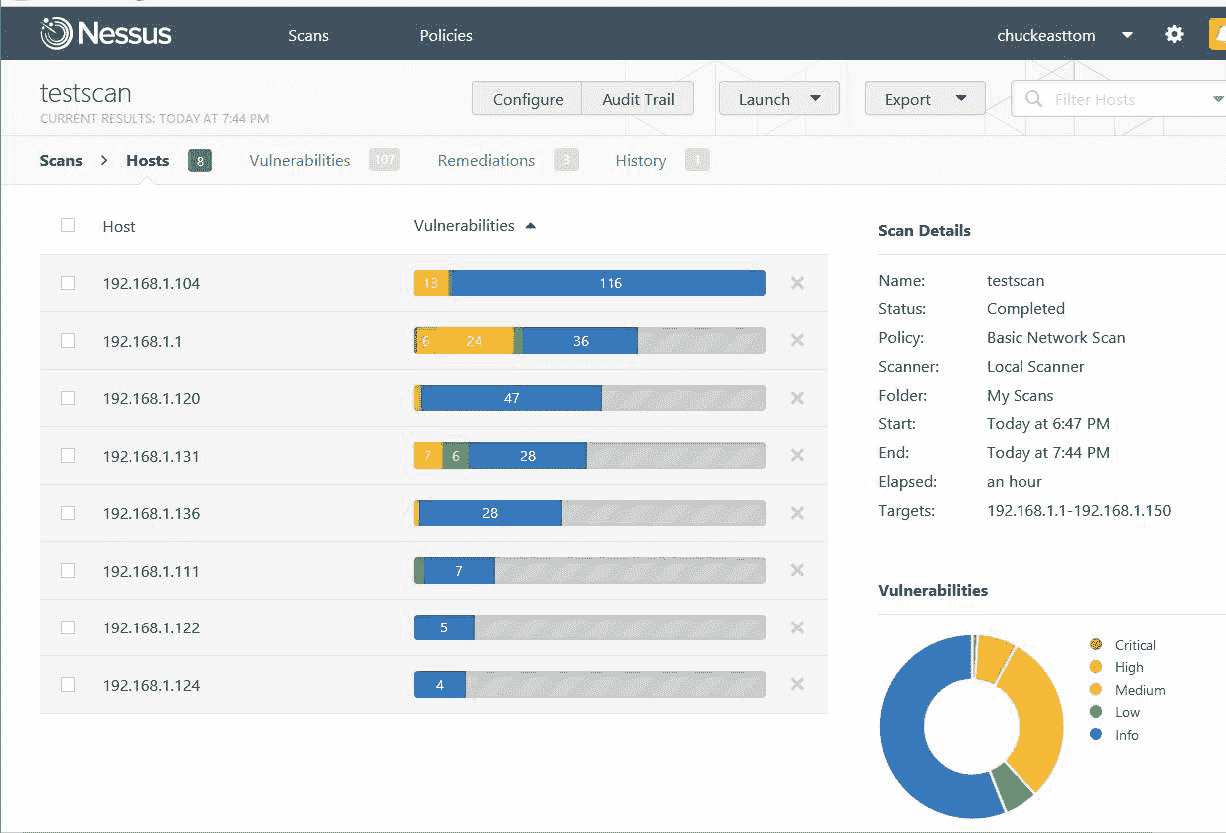 Nessus Scans Policies chuckeasttom
testscan
CURRENT RESULTS: TODAY AT 7:44 PM
Configure Audit Trail Launch Export Filter Hosts
Scans > Hosts 8 Vulnerabilities 107 Remediations 3 History 1
Host Vulnerabilities
192.168.1.104 13 116
192.168.1.1 6 24 36
192.168.1.120 47
192.168.1.131 7 6 28
192.168.1.136 28
192.168.1.111 7
192.168.1.122 5
192.168.1.124 4
Scan Details
Name: testscan
Status: Completed
Policy: Basic Network Scan
Scanner: Local Scanner
Folder: My Scans
Start: Today at 6:47 PM
End: Today at 7:44 PM
Elapsed: an hour
Targets: 192.168.1.1-192.168.1.150
Vulnerabilities
Critical
High
Medium
Low
Info